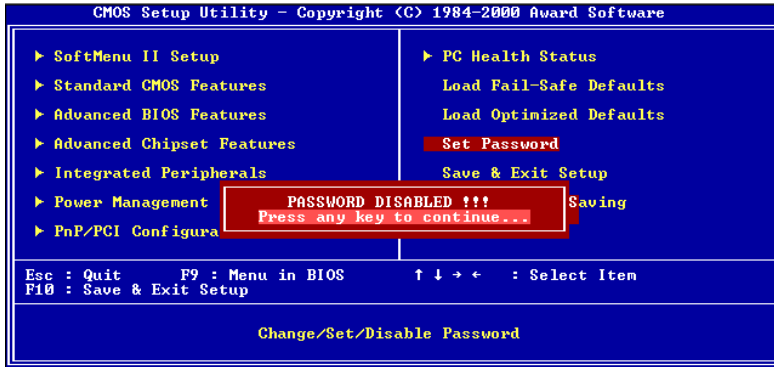 CMOS Setup Utility - Copyright (C) 1984-2000 Award Software
► SoftMenu II Setup
► Standard CMOS Features
► Advanced BIOS Features
► Advanced Chipset Features
► Integrated Peripherals
► Power Management
► PnP/PCI Configura
► PC Health Status
Load Fail-Safe Defaults
Load Optimized Defaults
Set Password
Save & Exit Setup
Saving
PASSWORD DISABLED !!!
Press any key to continue...
Esc : Quit F9 : Menu in BIOS ↑ ↓ → ← : Select Item
F10 : Save & Exit Setup
Change/Set/Disable Password